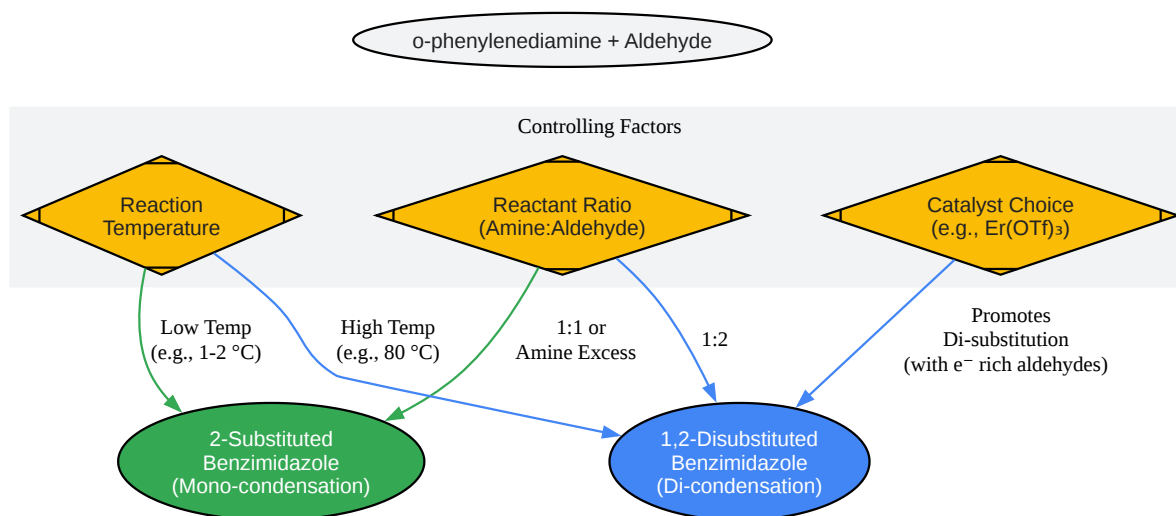 o-phenylenediamine + Aldehyde
Controlling Factors
Reaction
Temperature
Reactant Ratio
(Amine:Aldehyde)
Catalyst Choice
(e.g., Er(OTf)₃)
Low Temp
(e.g., 1-2 °C)
High Temp
(e.g., 80 °C)
1:1 or
Amine Excess
1:2
Promotes
Di-substitution
(with e⁻ rich aldehydes)
2-Substituted
Benzimidazole
(Mono-condensation)
1,2-Disubstituted
Benzimidazole
(Di-condensation)